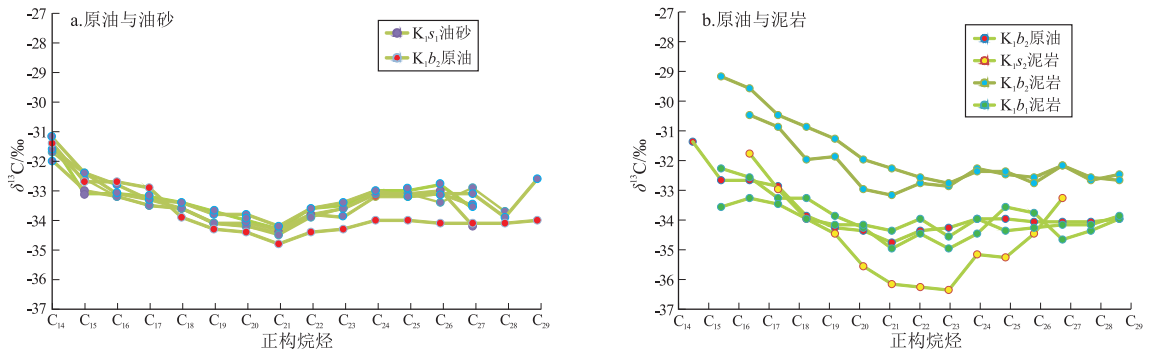 a.原油与油砂
K₁s₁油砂
K₁b₂原油
δ¹³C/‰
-27
-28
-29
-30
-31
-32
-33
-34
-35
-36
-37
C₁₄ C₁₅ C₁₆ C₁₇ C₁₈ C₁₉ C₂₀ C₂₁ C₂₂ C₂₃ C₂₄ C₂₅ C₂₆ C₂₇ C₂₈ C₂₉
正构烷烃
b.原油与泥岩
K₁b₂原油
K₁s₂泥岩
K₁b₂泥岩
K₁b₁泥岩
δ¹³C/‰
-27
-28
-29
-30
-31
-32
-33
-34
-35
-36
-37
C₁₄ C₁₅ C₁₆ C₁₇ C₁₈ C₁₉ C₂₀ C₂₁ C₂₂ C₂₃ C₂₄ C₂₅ C₂₆ C₂₇ C₂₈ C₂₉
正构烷烃